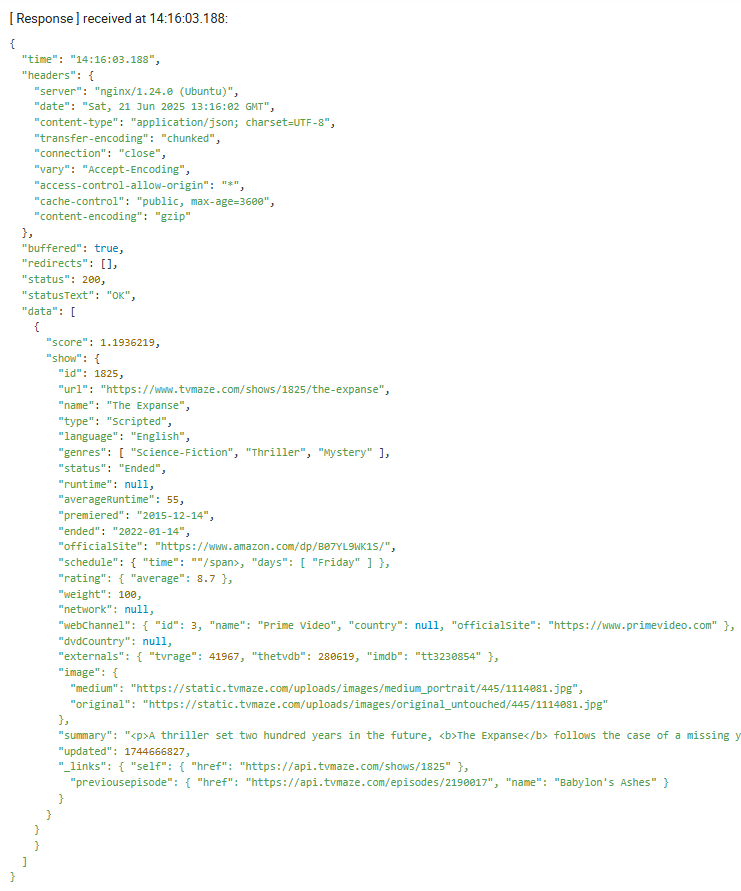 [ Response ] received at 14:16:03.188:
{
"time": "14:16:03.188",
"headers": {
"server": "nginx/1.24.0 (Ubuntu)",
"date": "Sat, 21 Jun 2025 13:16:02 GMT",
"content-type": "application/json; charset=UTF-8",
"transfer-encoding": "chunked",
"connection": "close",
"vary": "Accept-Encoding",
"access-control-allow-origin": "*",
"cache-control": "public, max-age=3600",
"content-encoding": "gzip"
},
"buffered": true,
"redirects": [],
"status": 200,
"statusText": "OK",
"data": [
{
"score": 1.1936219,
"show": {
"id": 1825,
"url": "https://www.tvmaze.com/shows/1825/the-expanse",
"name": "The Expanse",
"type": "Scripted",
"language": "English",
"genres": [ "Science-Fiction", "Thriller", "Mystery" ],
"status": "Ended",
"runtime": null,
"averageRuntime": 55,
"premiered": "2015-12-14",
"ended": "2022-01-14",
"officialSite": "https://www.amazon.com/dp/B07YL9WK1S/",
"schedule": { "time": ""/span>, "days": [ "Friday" ] },
"rating": { "average": 8.7 },
"weight": 100,
"network": null,
"webChannel": { "id": 3, "name": "Prime Video", "country": null, "officialSite": "https://www.primevideo.com" },
"dvdCountry": null,
"externals": { "tvrage": 41967, "thetvdb": 280619, "imdb": "tt3230854" },
"image": {
"medium": "https://static.tvmaze.com/uploads/images/medium_portrait/445/1114081.jpg",
"original": "https://static.tvmaze.com/uploads/images/original_untouched/445/1114081.jpg"
},
"summary": "<p>A thriller set two hundred years in the future, <b>The Expanse</b> follows the case of a missing y
"updated": 1744666827,
"_links": { "self": { "href": "https://api.tvmaze.com/shows/1825" },
"previousepisode": { "href": "https://api.tvmaze.com/episodes/2190017", "name": "Babylon's Ashes" }
}
}
}
}
]
}